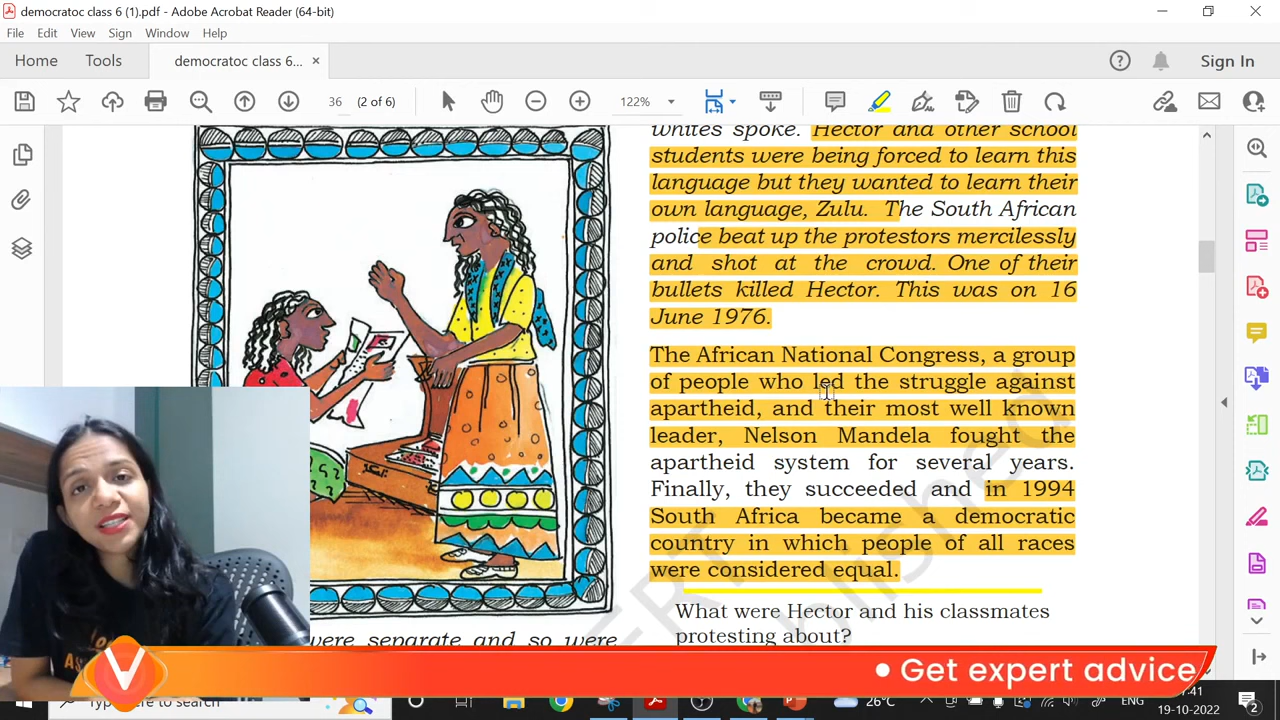 democratoc class 6 (1).pdf - Adobe Acrobat Reader (64-bit)
File Edit View Sign Window Help
Home Tools democratoc class 6... × Sign In
36 (2 of 6) 122%
whites spoke. Hector and other school
students were being forced to learn this
language but they wanted to learn their
own language, Zulu. The South African
police beat up the protestors mercilessly
and shot at the crowd. One of their
bullets killed Hector. This was on 16
June 1976.
The African National Congress, a group
of people who led the struggle against
apartheid, and their most well known
leader, Nelson Mandela fought the
apartheid system for several years.
Finally, they succeeded and in 1994
South Africa became a democratic
country in which people of all races
were considered equal.
What were Hector and his classmates
protesting about?
were separate and so were
V • Get expert advice
to search
26°C ENG :41
19-10-2022 2